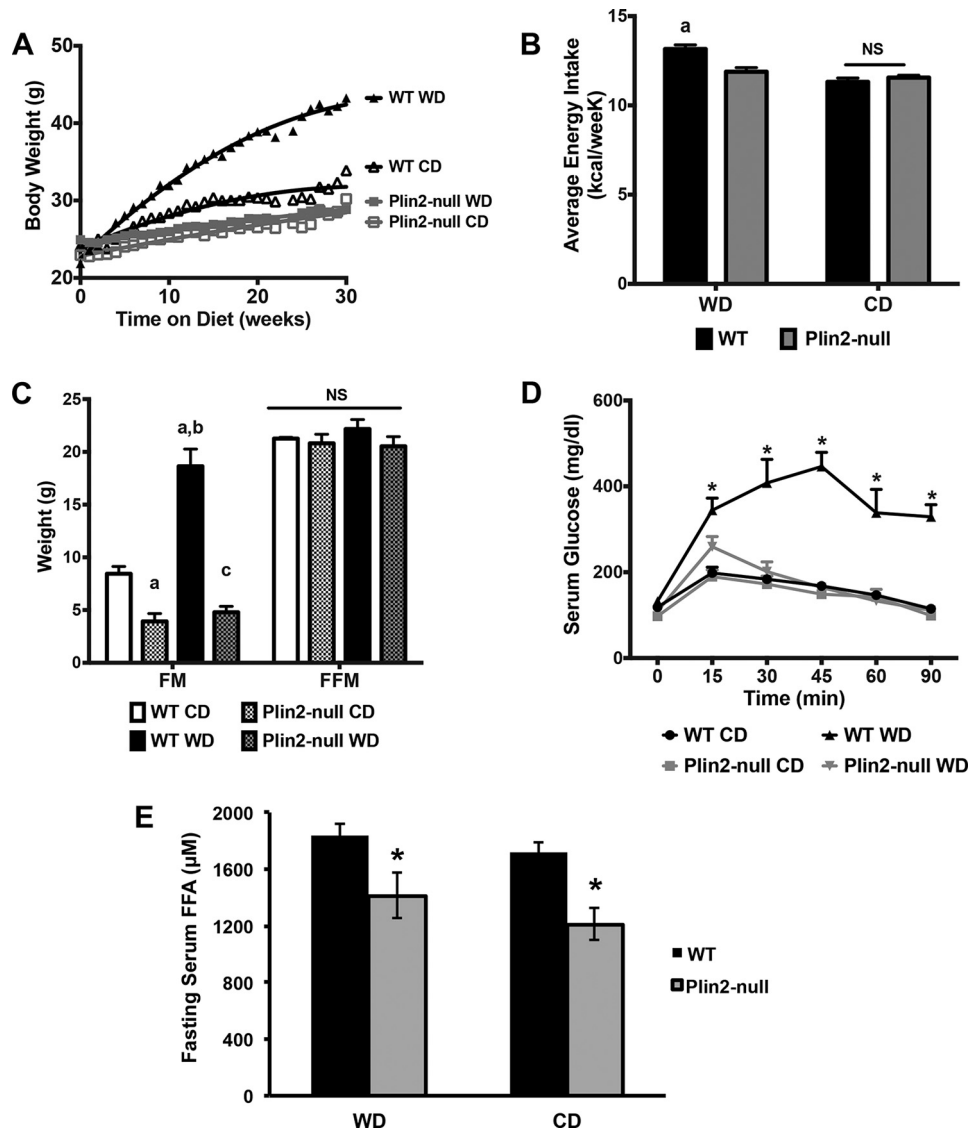 A
Body Weight (g)
50
40
30
20
0
10
20
30
Time on Diet (weeks)
WT WD
WT CD
Plin2-null WD
Plin2-null CD
B
Average Energy Intake
(kcal/weeK)
15
10
5
0
a
NS
WD
CD
WT
Plin2-null
C
Weight (g)
25
20
15
10
5
0
a
a,b
c
NS
FM
FFM
WT CD
Plin2-null CD
WT WD
Plin2-null WD
D
Serum Glucose (mg/dl)
600
400
200
0
* * * * *
0 15 30 45 60 90
Time (min)
WT CD
WT WD
Plin2-null CD
Plin2-null WD
E
Fasting Serum FFA (µM)
2000
1600
1200
800
400
0
*
*
WD
CD
WT
Plin2-null